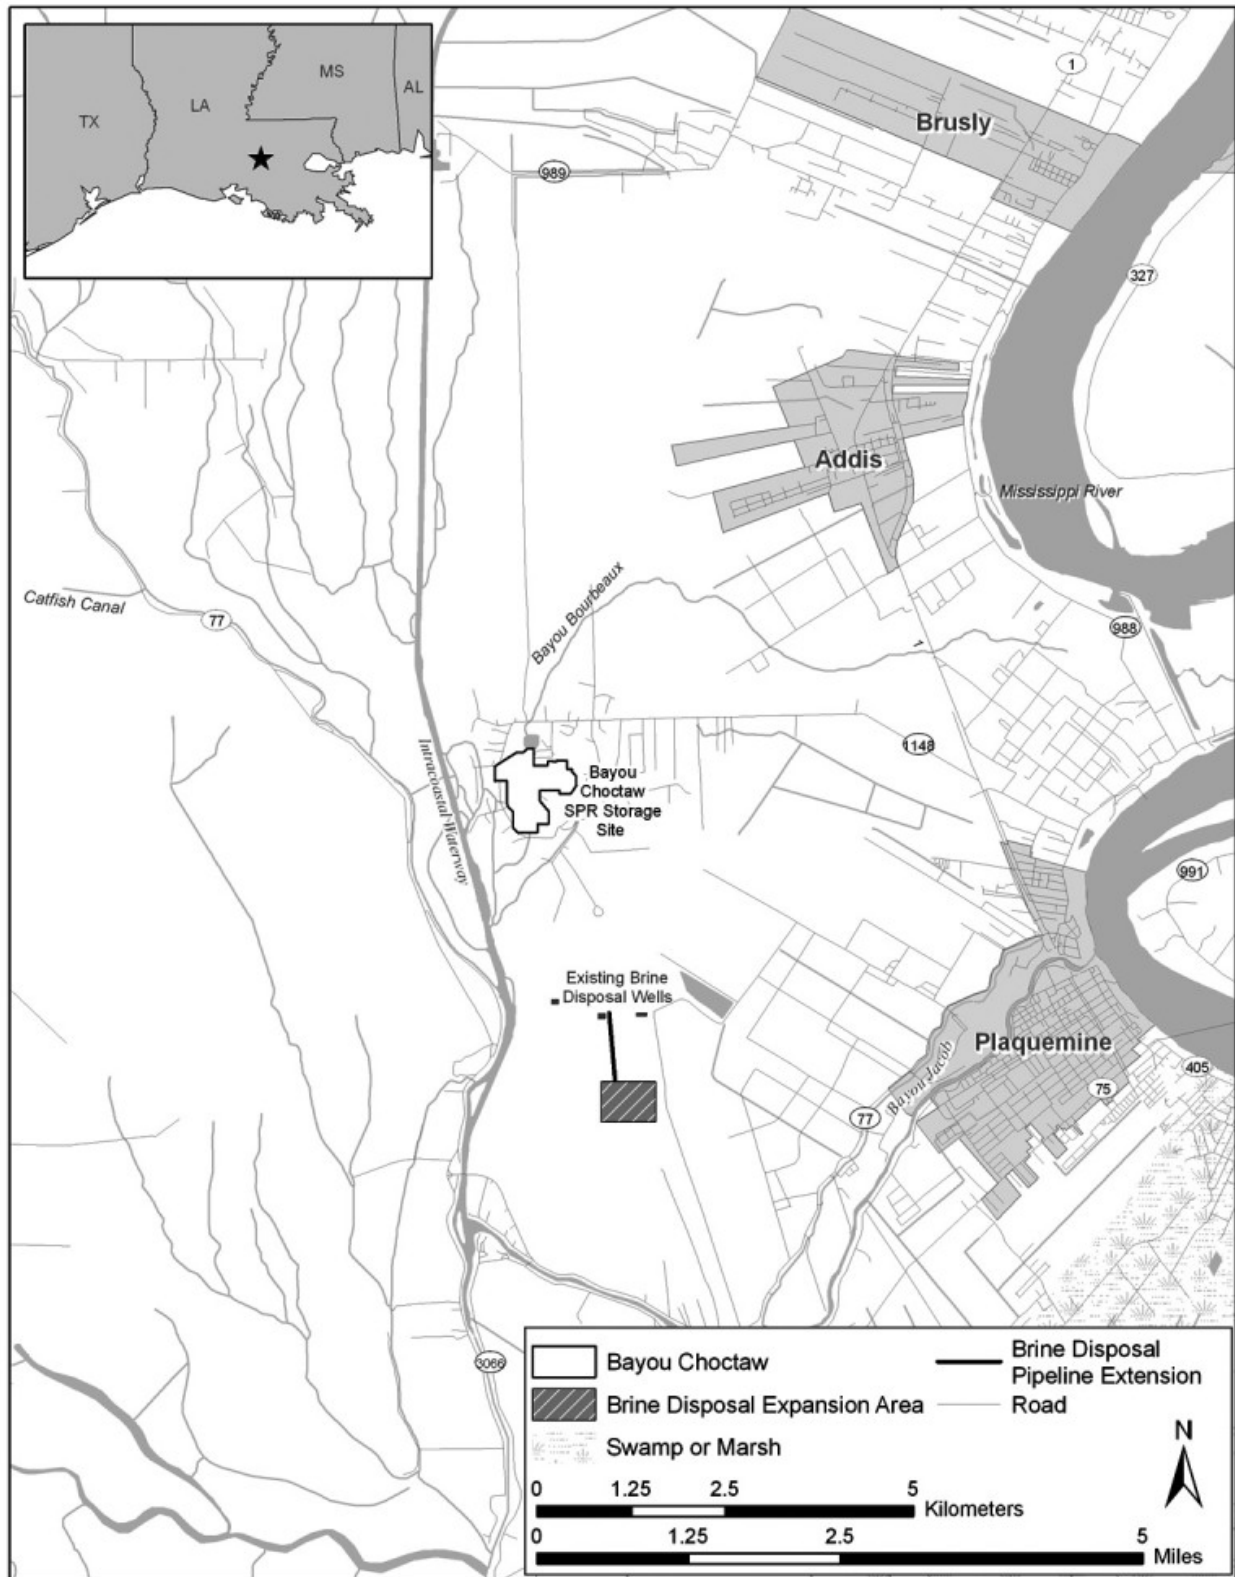 MS
AL
LA
TX
1
Brusly
989
327
Addis
Mississippi River
Catfish Canal
77
Bayou Bourbeaux
988
1
1148
Intracoastal Waterway
Bayou
Choctaw
SPR Storage
Site
991
Existing Brine
Disposal Wells
Plaquemine
Bayou Jacob
405
75
77
3066
Bayou Choctaw
Brine Disposal Expansion Area
Swamp or Marsh
Brine Disposal
Pipeline Extension
Road
N
0 1.25 2.5 5
Kilometers
0 1.25 2.5 5
Miles